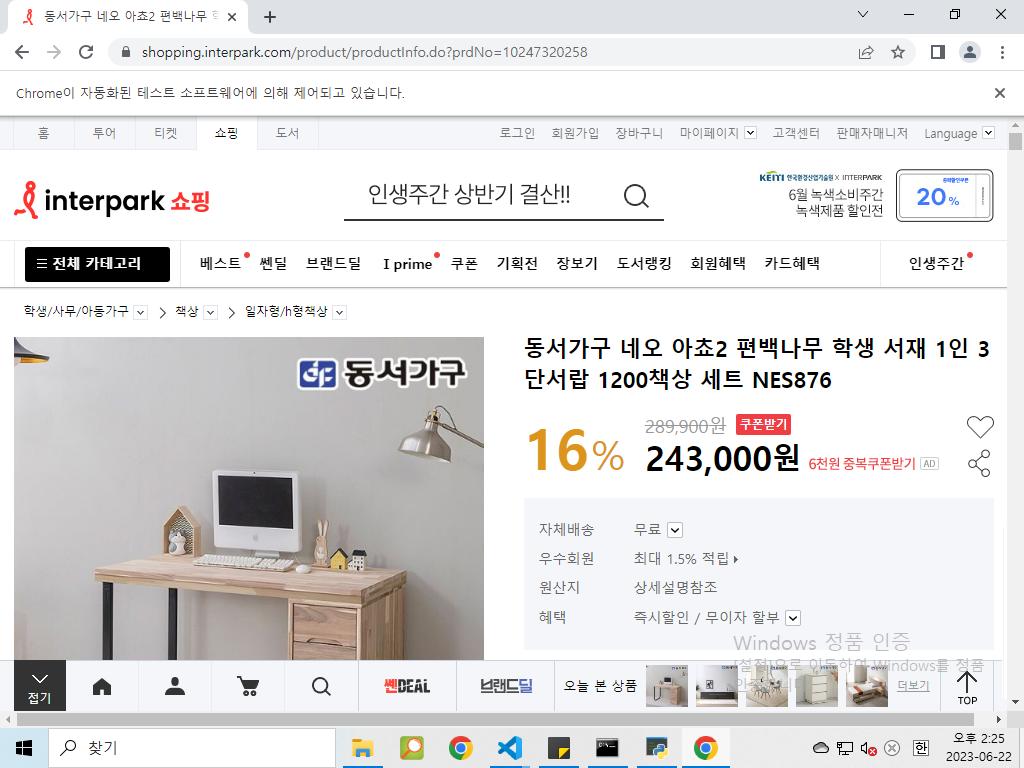 동서가구 네오 아쵸2 편백나무 학
shopping.interpark.com/product/productInfo.do?prdNo=10247320258
Chrome이 자동화된 테스트 소프트웨어에 의해 제어되고 있습니다.
홈 투어 티켓 쇼핑 도서 로그인 회원가입 장바구니 마이페이지 고객센터 판매자매니저 Language
interpark 쇼핑
인생주간 상반기 결산!!
KEITI 한국환경산업기술원 X INTERPARK
6월 녹색소비주간
녹색제품 할인전
중복할인쿠폰
20%
전체 카테고리 베스트 쎈딜 브랜드딜 I prime 쿠폰 기획전 장보기 도서랭킹 회원혜택 카드혜택 인생주간
학생/사무/아동가구 책상 일자형/h형책상
동서가구
동서가구 네오 아쵸2 편백나무 학생 서재 1인 3
단서랍 1200책상 세트 NES876
289,900원 쿠폰받기
16% 243,000원 6천원 중복쿠폰받기 AD
자체배송 무료
우수회원 최대 1.5% 적립
원산지 상세설명참조
혜택 즉시할인 / 무이자 할부
Windows 정품 인증
[설정]으로 이동하여 Windows를 정품
접기
쎈DEAL
브랜드딜
오늘 본 상품
더보기
TOP
찾기
한
오후 2:25
2023-06-22